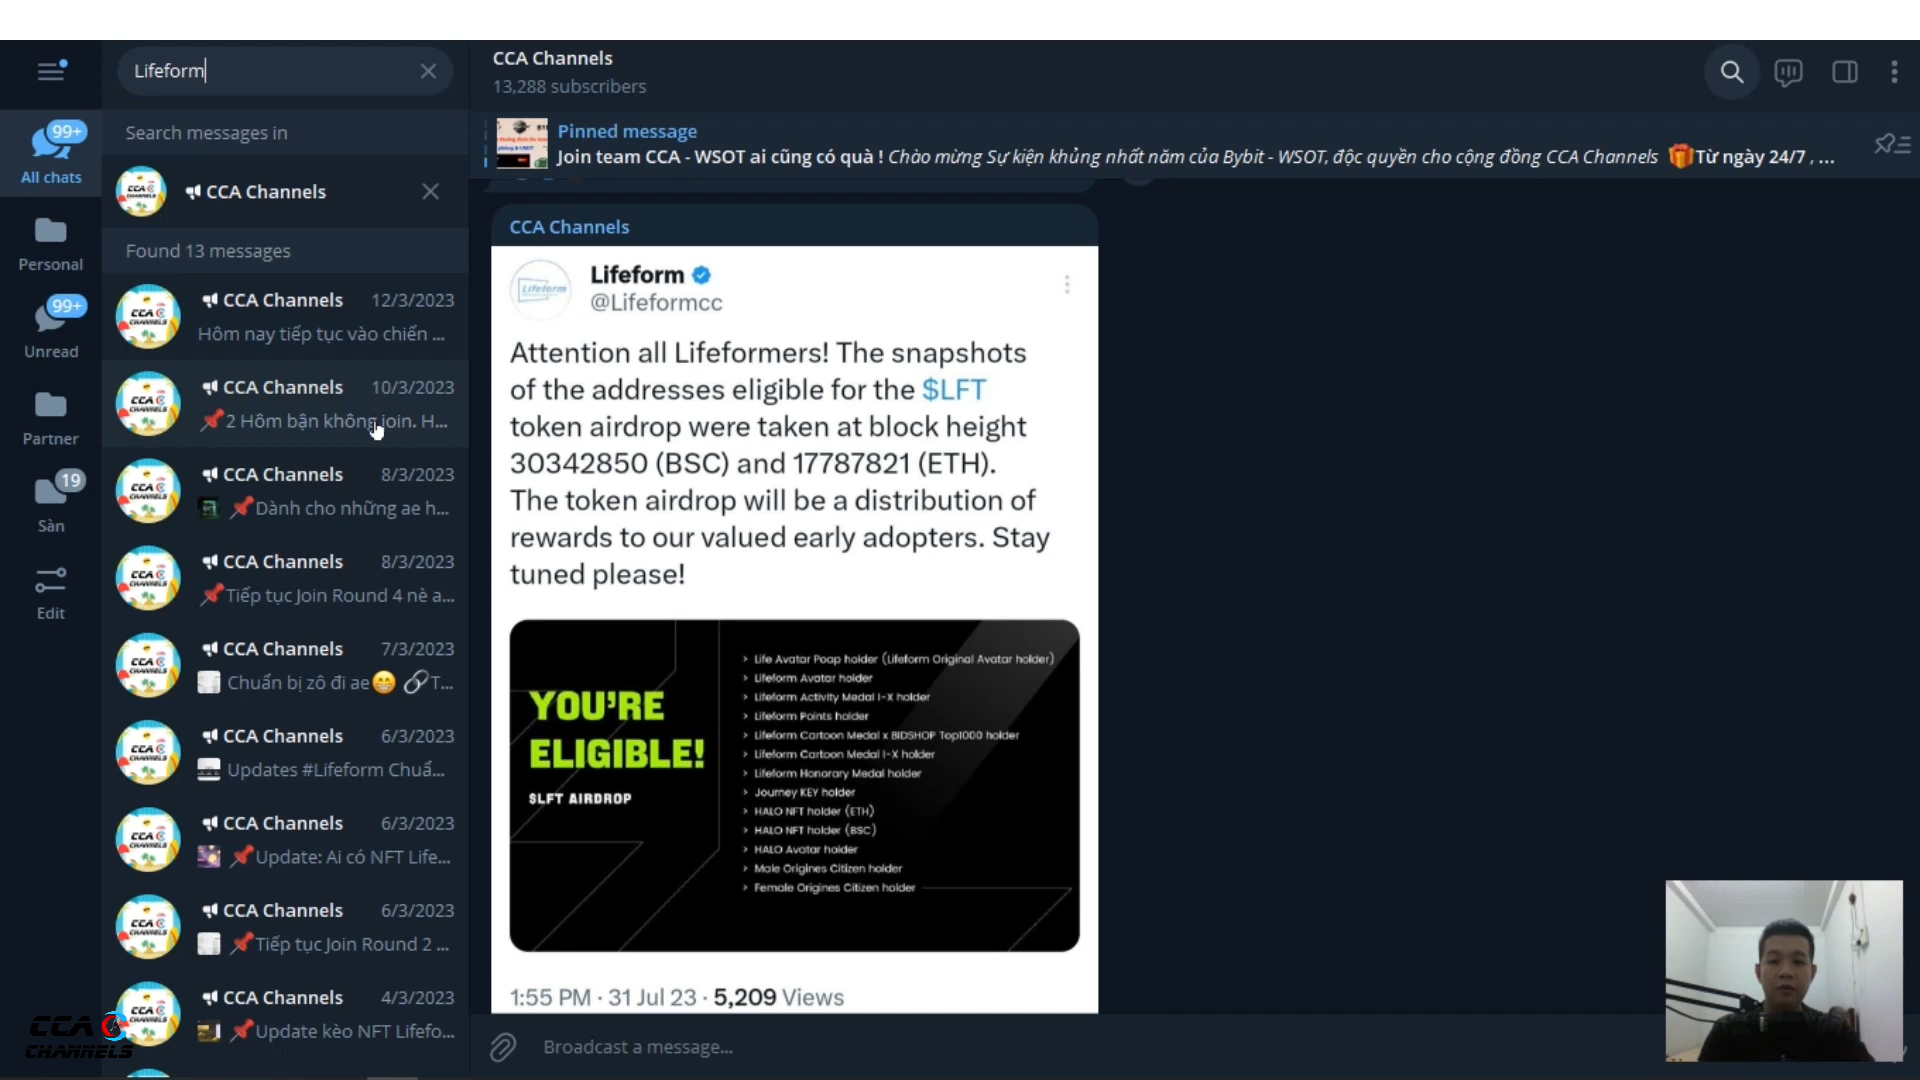 Lifeform
All chats
99+
Personal
99+
Unread
Partner
19
Sàn
Edit
Search messages in
CCA Channels
Found 13 messages
CCA Channels 12/3/2023
Hôm nay tiếp tục vào chiến ...
CCA Channels 10/3/2023
📌2 Hôm bận không join. H...
CCA Channels 8/3/2023
📌Dành cho những ae h...
CCA Channels 8/3/2023
📌Tiếp tục Join Round 4 nè a...
CCA Channels 7/3/2023
Chuẩn bị zô đi ae😁 🔗T...
CCA Channels 6/3/2023
Updates #Lifeform Chuẩ...
CCA Channels 6/3/2023
📌Update: Ai có NFT Life...
CCA Channels 6/3/2023
📌Tiếp tục Join Round 2 ...
CCA Channels 4/3/2023
📌Update kèo NFT Lifefo...
CCA
CHANNELS
CCA Channels
13,288 subscribers
Pinned message
Join team CCA - WSOT ai cũng có quà ! Chào mừng Sự kiện khủng nhất năm của Bybit - WSOT, độc quyền cho cộng đồng CCA Channels 🎁Từ ngày 24/7 , ...
CCA Channels
Lifeform
Lifeform
@Lifeformcc
Attention all Lifeformers! The snapshots
of the addresses eligible for the $LFT
token airdrop were taken at block height
30342850 (BSC) and 17787821 (ETH).
The token airdrop will be a distribution of
rewards to our valued early adopters. Stay
tuned please!
YOU'RE
ELIGIBLE!
$LFT AIRDROP
> Life Avatar Poap holder (Lifeform Original Avatar holder)
> Lifeform Avatar holder
> Lifeform Activity Medal I-X holder
> Lifeform Points holder
> Lifeform Cartoon Medal x BIDSHOP Top1000 holder
> Lifeform Cartoon Medal I-X holder
> Lifeform Honorary Medal holder
> Journey KEY holder
> HALO NFT holder (ETH)
> HALO NFT holder (BSC)
> HALO Avatar holder
> Male Origines Citizen holder
> Female Origines Citizen holder
1:55 PM · 31 Jul 23 · 5,209 Views
Broadcast a message...